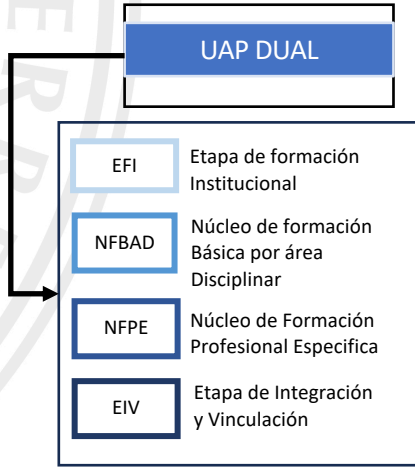 UAP DUAL
EFI
Etapa de formación
Institucional
NFBAD
Núcleo de formación
Básica por área
Disciplinar
NFPE
Núcleo de Formación
Profesional Especifica
EIV
Etapa de Integración
y Vinculación